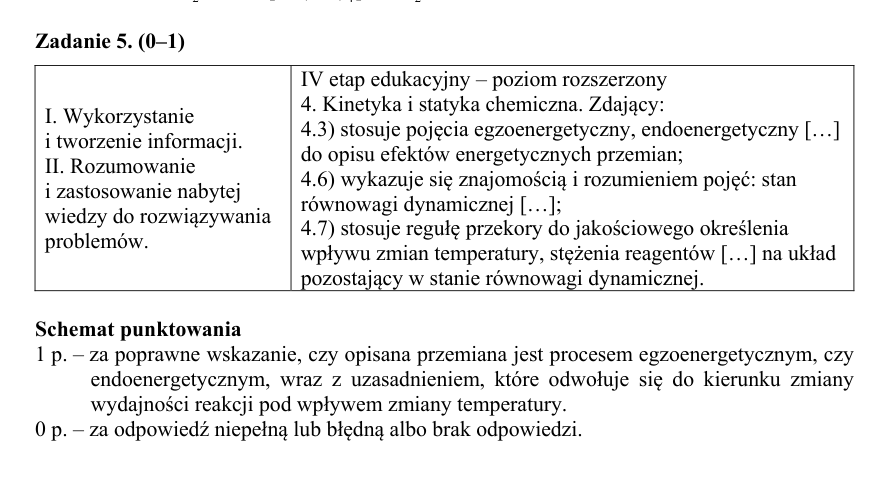 Zadanie 5. (0–1)
I. Wykorzystanie
i tworzenie informacji.
II. Rozumowanie
i zastosowanie nabytej
wiedzy do rozwiązywania
problemów.
IV etap edukacyjny – poziom rozszerzony
4. Kinetyka i statyka chemiczna. Zdający:
4.3) stosuje pojęcia egzoenergetyczny, endoenergetyczny […]
do opisu efektów energetycznych przemian;
4.6) wykazuje się znajomością i rozumieniem pojęć: stan
równowagi dynamicznej […];
4.7) stosuje regułę przekory do jakościowego określenia
wpływu zmian temperatury, stężenia reagentów […] na układ
pozostający w stanie równowagi dynamicznej.
Schemat punktowania
1 p. – za poprawne wskazanie, czy opisana przemiana jest procesem egzoenergetycznym, czy
endoenergetycznym, wraz z uzasadnieniem, które odwołuje się do kierunku zmiany
wydajności reakcji pod wpływem zmiany temperatury.
0 p. – za odpowiedź niepełną lub błędną albo brak odpowiedzi.